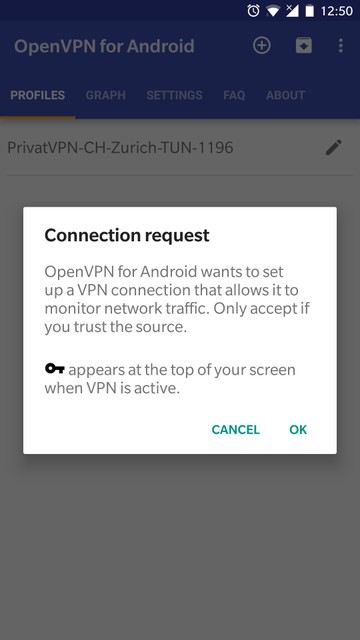 12:50
OpenVPN for Android
PROFILES GRAPH SETTINGS FAQ ABOUT
PrivatVPN-CH-Zurich-TUN-1196
Connection request
OpenVPN for Android wants to set
up a VPN connection that allows it to
monitor network traffic. Only accept if
you trust the source.
appears at the top of your screen
when VPN is active.
CANCEL OK